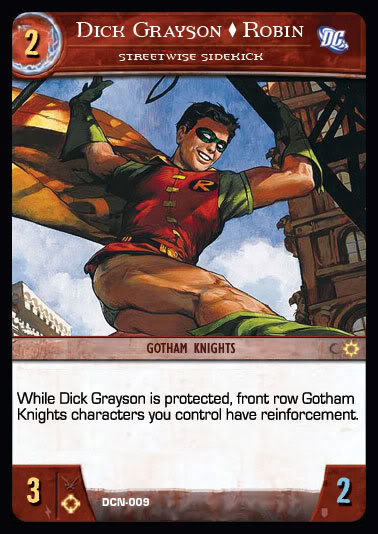 2
Dick Grayson ♦ Robin
STREETWISE SIDEKICK
DC
R
GOTHAM KNIGHTS
C
While Dick Grayson is protected, front row Gotham
Knights characters you control have reinforcement.
3
DCN-009
2